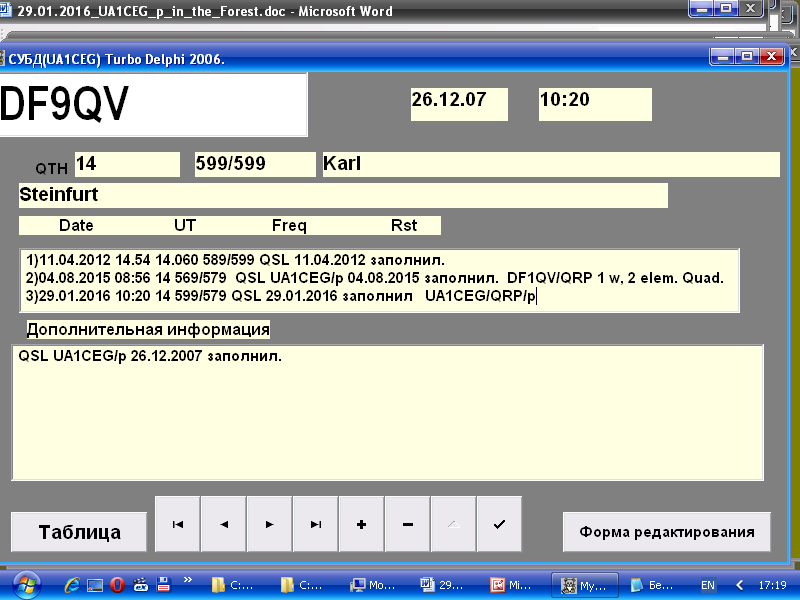 29.01.2016_UA1CEG_p_in_the_Forest.doc - Microsoft Word
СУБД(UA1CEG) Turbo Delphi 2006.
DF9QV 26.12.07 10:20
QTH 14 599/599 Karl
Steinfurt
Date UT Freq Rst
1)11.04.2012 14.54 14.060 589/599 QSL 11.04.2012 заполнил.
2)04.08.2015 08:56 14 569/579 QSL UA1CEG/p 04.08.2015 заполнил. DF1QV/QRP 1 w, 2 elem. Quad.
3)29.01.2016 10:20 14 599/579 QSL 29.01.2016 заполнил UA1CEG/QRP/p
Дополнительная информация
QSL UA1CEG/p 26.12.2007 заполнил.
Таблица Форма редактирования
C:... C:... Mo... 29... Mi... My... Бе... EN 17:19